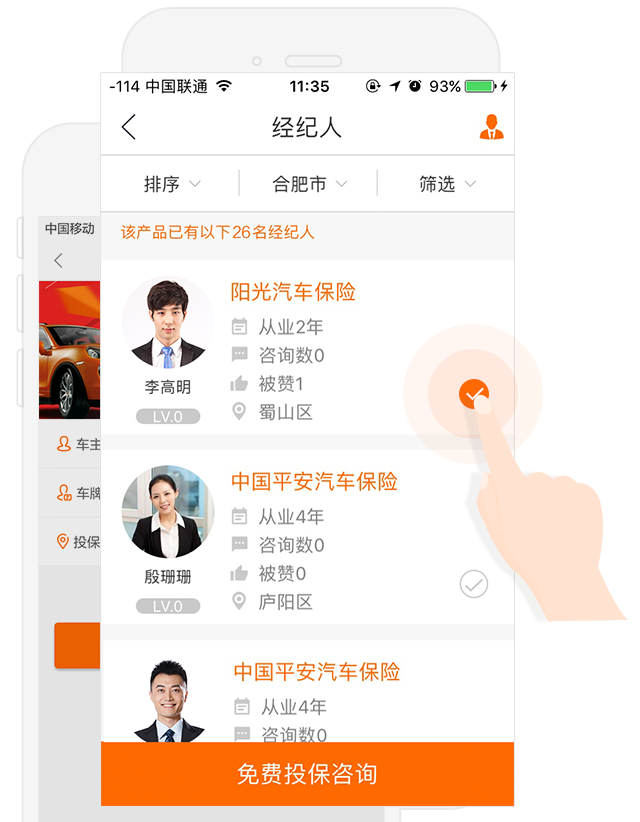 -114 中国联通 11:35 93%
经纪人
排序 合肥市 筛选
该产品已有以下26名经纪人
阳光汽车保险
从业2年
咨询数0
被赞1
蜀山区
李高明
LV.0
中国平安汽车保险
从业4年
咨询数0
被赞0
庐阳区
殷珊珊
LV.0
中国平安汽车保险
从业4年
咨询数0
免费投保咨询
中国移动
车主
车牌
投保